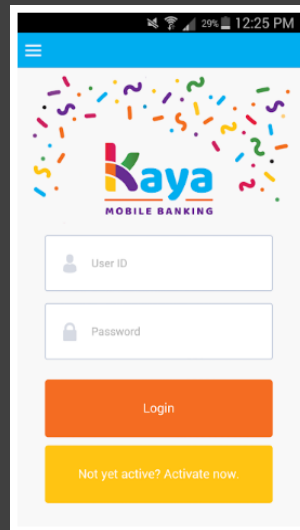 29% 12:25 PM
Kaya
MOBILE BANKING
User ID
Password
Login
Not yet active? Activate now.